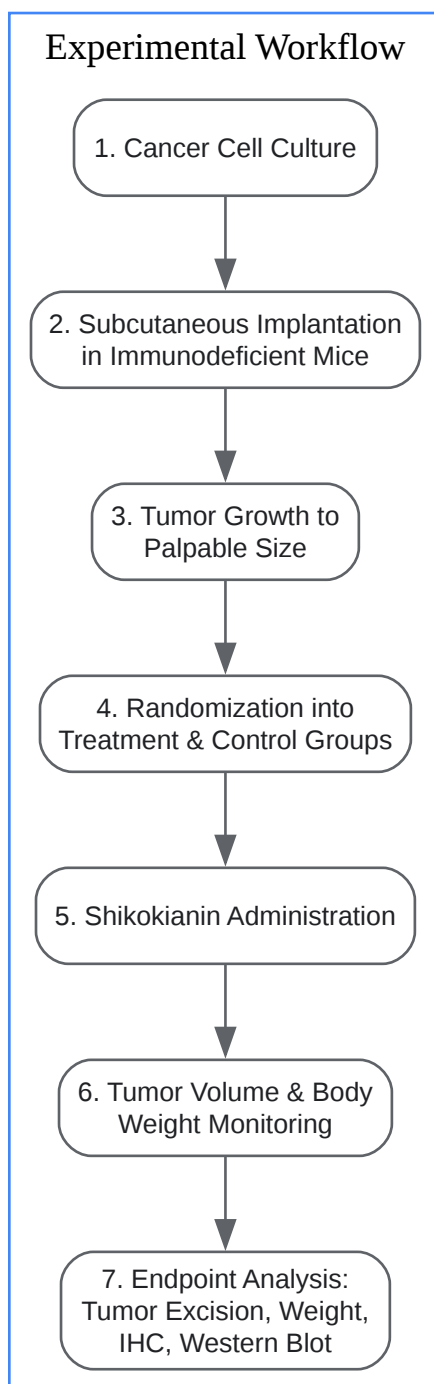 Experimental Workflow
1. Cancer Cell Culture
2. Subcutaneous Implantation
in Immunodeficient Mice
3. Tumor Growth to
Palpable Size
4. Randomization into
Treatment & Control Groups
5. Shikokianin Administration
6. Tumor Volume & Body
Weight Monitoring
7. Endpoint Analysis:
Tumor Excision, Weight,
IHC, Western Blot